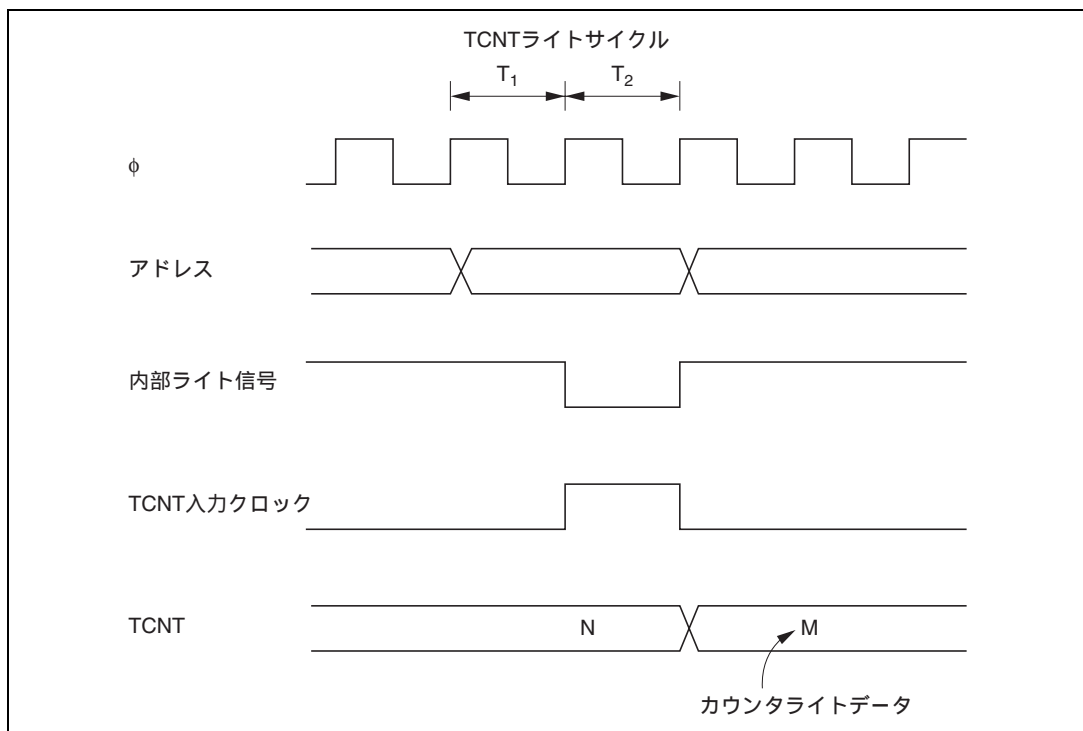 TCNTライトサイクル
T1 T2
φ
アドレス
内部ライト信号
TCNT入力クロック
TCNT N M
カウンタライトデータ